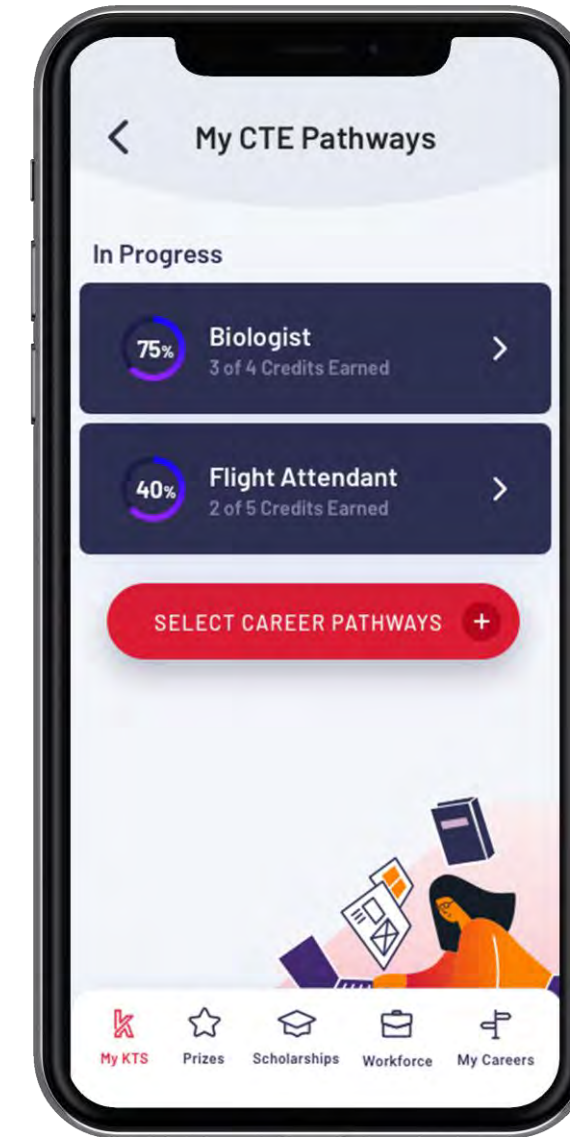 My CTE Pathways
In Progress
75%
Biologist
3 of 4 Credits Earned
40%
Flight Attendant
2 of 5 Credits Earned
SELECT CAREER PATHWAYS +
My KTS
Prizes
Scholarships
Workforce
My Careers